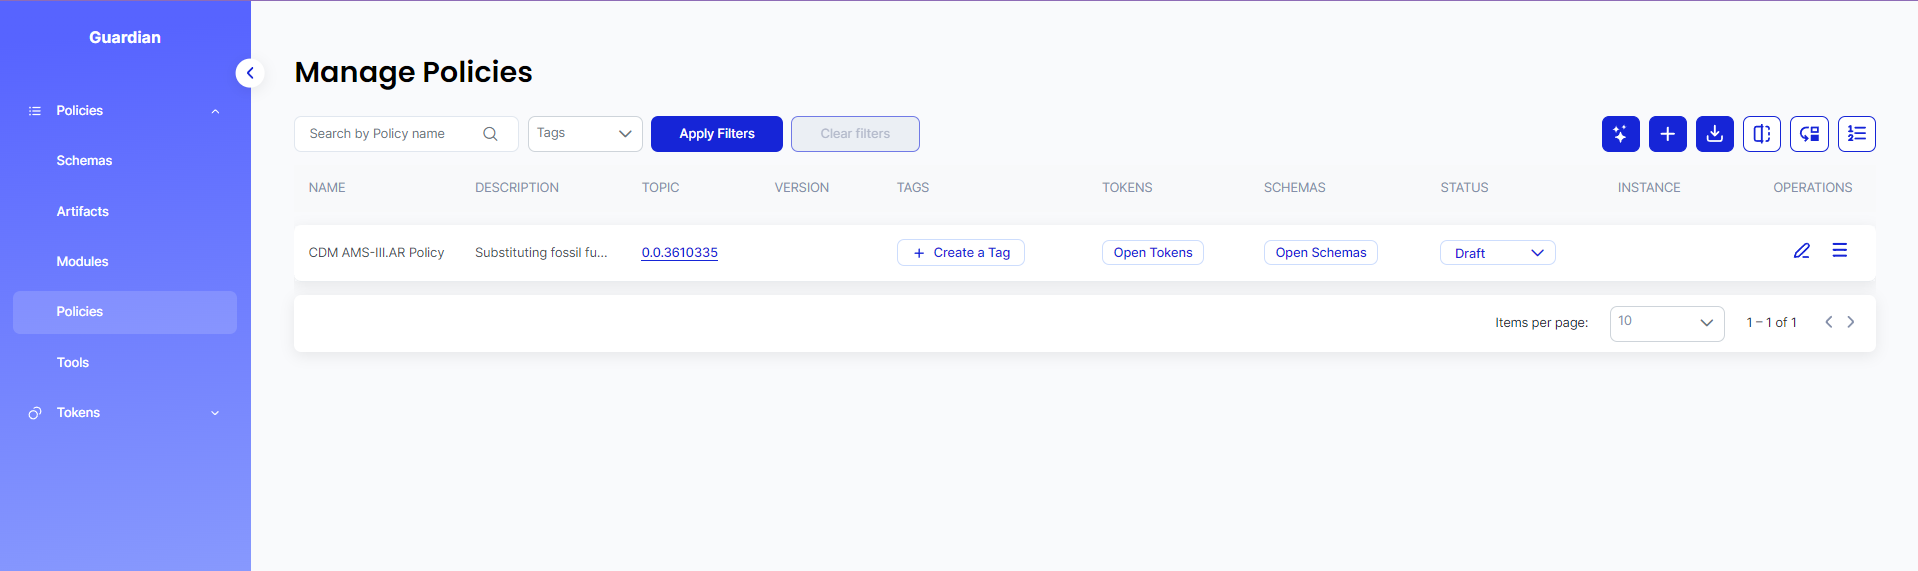 Guardian
Policies
Schemas
Artifacts
Modules
Policies
Tools
Tokens
Manage Policies
Search by Policy name
Tags
Apply Filters
Clear filters
NAME DESCRIPTION TOPIC VERSION TAGS TOKENS SCHEMAS STATUS INSTANCE OPERATIONS
CDM AMS-III.AR Policy Substituting fossil fu... 0.0.3610335 + Create a Tag Open Tokens Open Schemas Draft
Items per page: 10 1 – 1 of 1